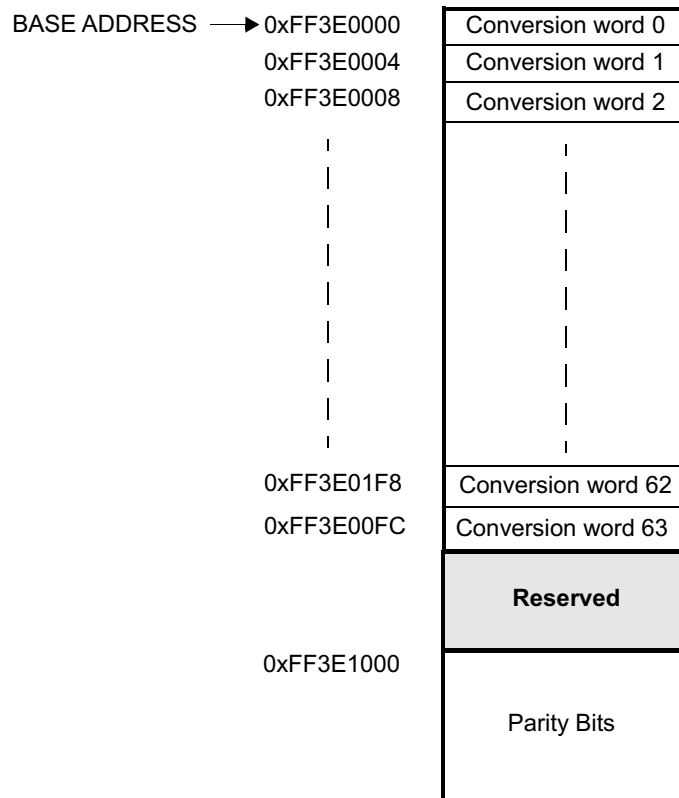 BASE ADDRESS 0xFF3E0000 Conversion word 0
0xFF3E0004 Conversion word 1
0xFF3E0008 Conversion word 2
0xFF3E01F8 Conversion word 62
0xFF3E00FC Conversion word 63
Reserved
0xFF3E1000
Parity Bits